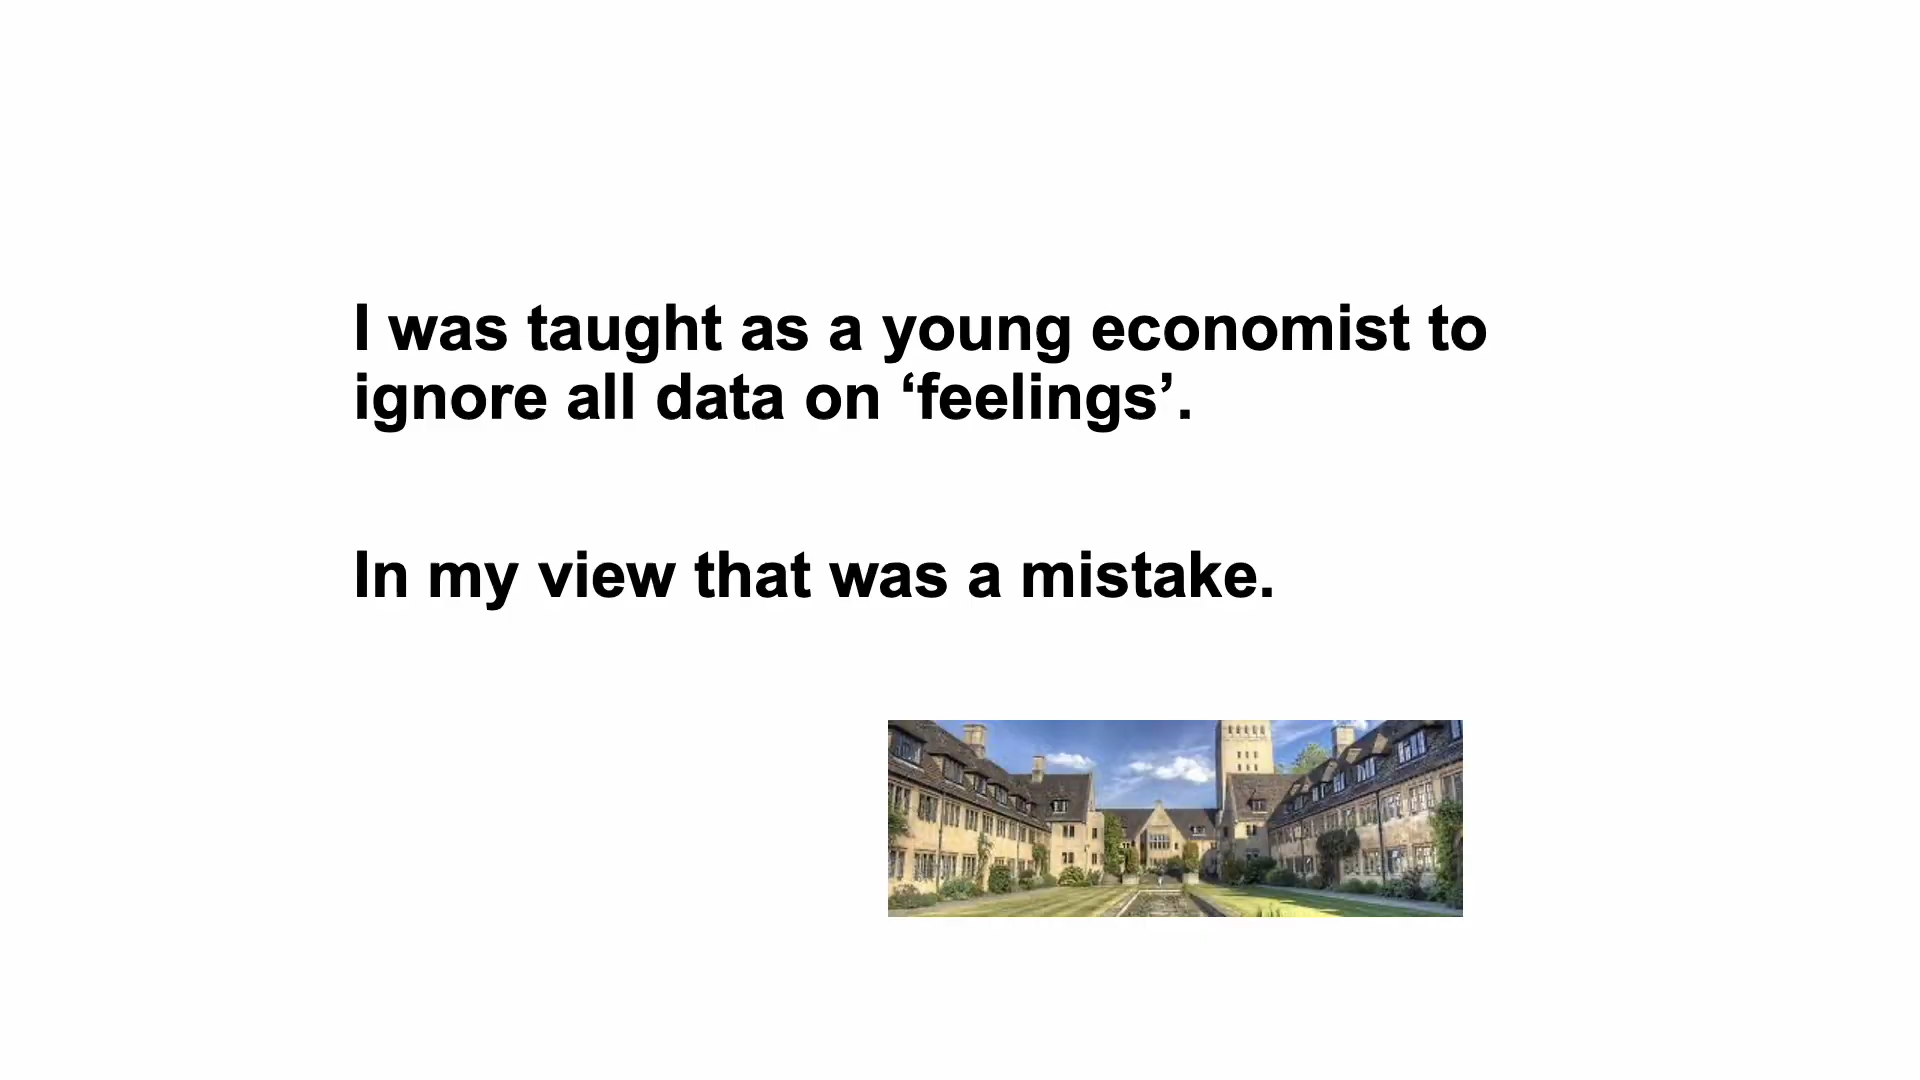 I was taught as a young economist to
ignore all data on ‘feelings’.
In my view that was a mistake.